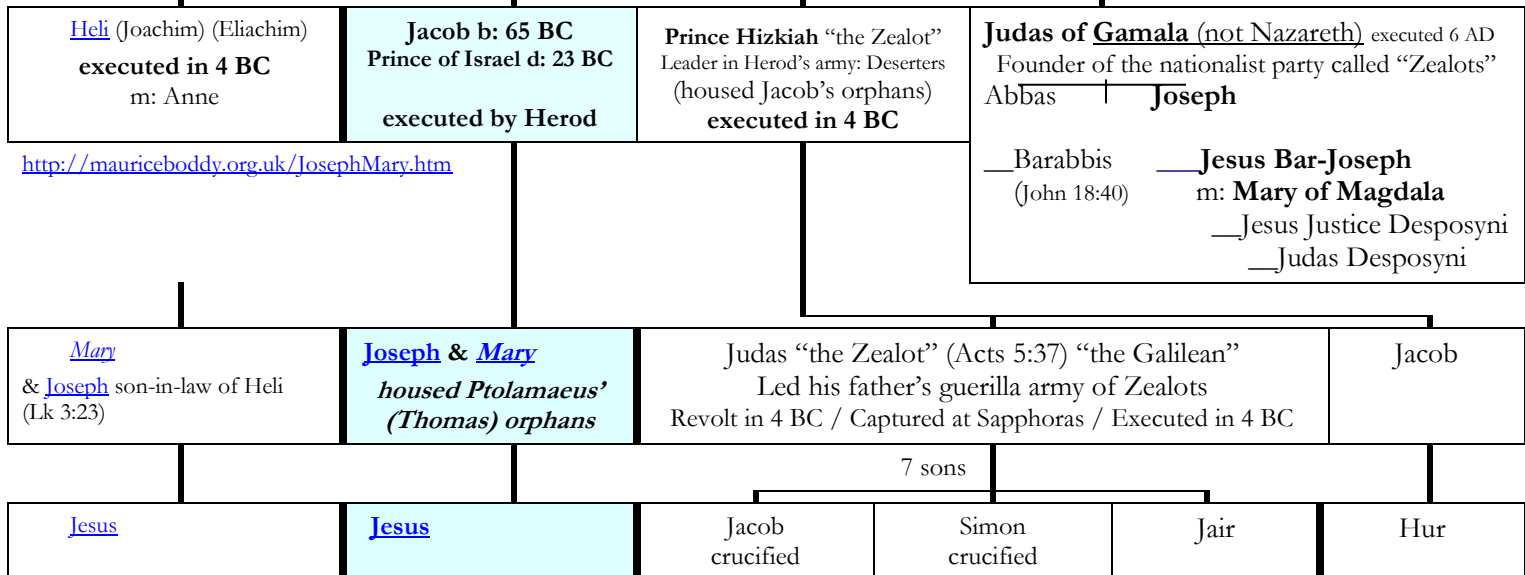 Heli (Joachim) (Eliachim)
executed in 4 BC
m: Anne
Jacob b: 65 BC
Prince of Israel d: 23 BC
executed by Herod
Prince Hizkiah “the Zealot”
Leader in Herod’s army: Deserters
(housed Jacob’s orphans)
executed in 4 BC
Judas of Gamala (not Nazareth) executed 6 AD
Founder of the nationalist party called “Zealots”
Abbas Joseph
__Barabbis ___Jesus Bar-Joseph
(John 18:40) m: Mary of Magdala
__Jesus Justice Desposyni
__Judas Desposyni
http://mauriceboddy.org.uk/JosephMary.htm
Mary
& Joseph son-in-law of Heli
(Lk 3:23)
Joseph & Mary
housed Ptolamaeus’
(Thomas) orphans
Judas “the Zealot” (Acts 5:37) “the Galilean”
Led his father’s guerilla army of Zealots
Revolt in 4 BC / Captured at Sapphoras / Executed in 4 BC
Jacob
7 sons
Jesus
Jesus
Jacob
crucified
Simon
crucified
Jair
Hur